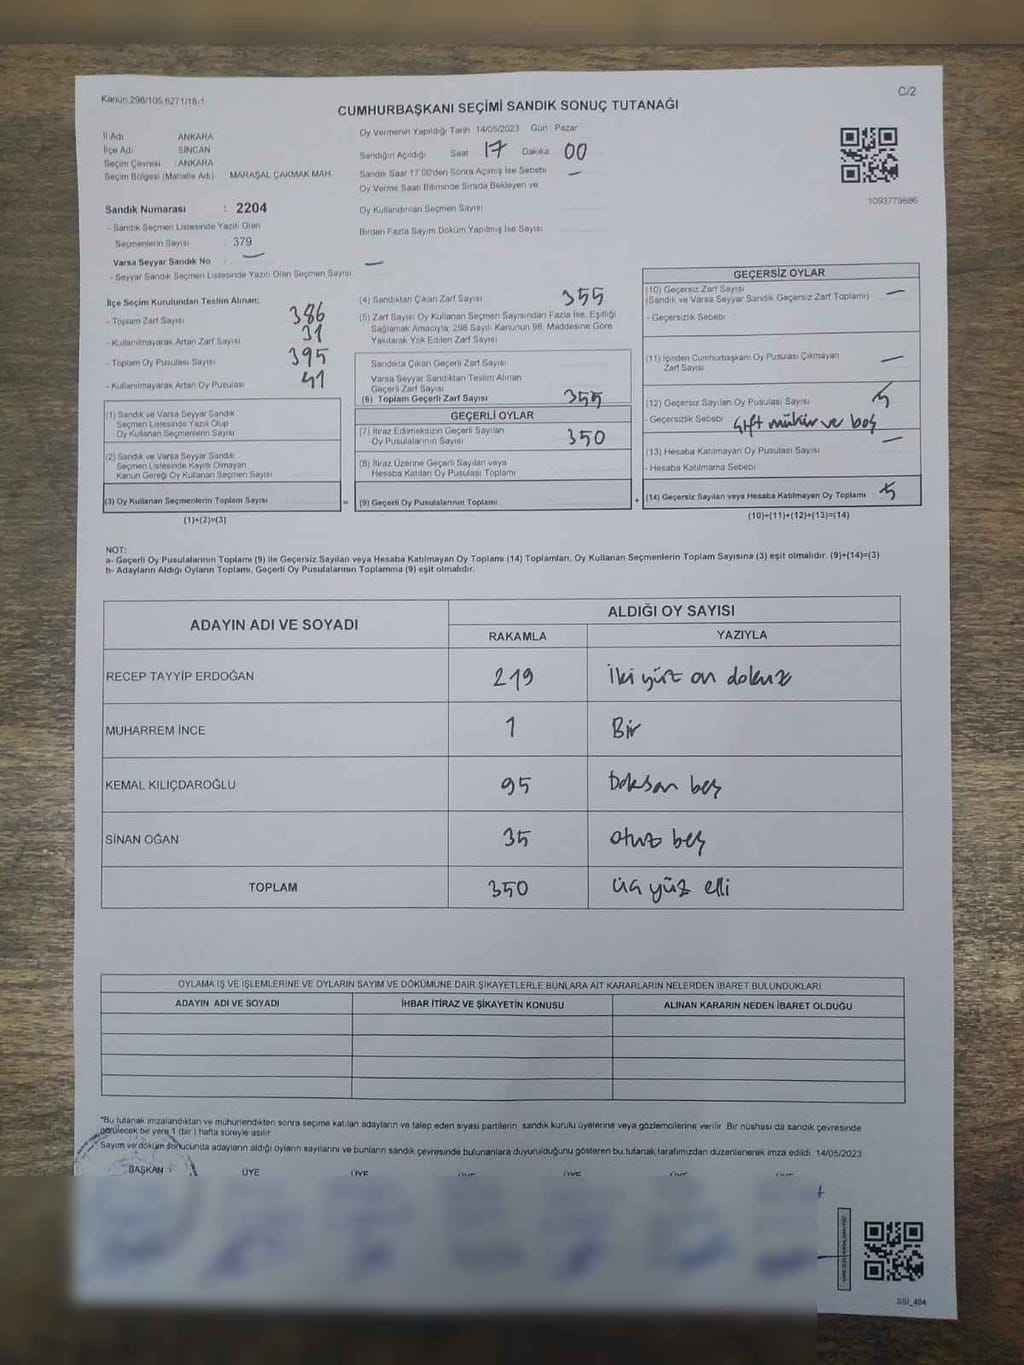 Kanun 298/105 6271/18-1
C/2
CUMHURBAŞKANI SEÇİMİ SANDIK SONUÇ TUTANAĞI
İl Adı ANKARA
İlçe Adı SİNCAN
Seçim Çevresi : ANKARA
Seçim Bölgesi (Mahalle Adı) MARAŞAL ÇAKMAK MAH.
Sandık Numarası : 2204
- Sandık Seçmen Listesinde Yazılı Olan
Seçmenlerin Sayısı 379
Varsa Seyyar Sandık No —
- Seyyar Sandık Seçmen Listesinde Yazılı Olan Seçmen Sayısı —
Oy Vermenin Yapıldığı Tarih 14/05/2023 Gün : Pazar
Sandığın Açıldığı Saat 17 Dakika 00
Sandık Saat 17.00'den Sonra Açılmış İse Sebebi —
Oy Verme Saati Bitiminde Sırada Bekleyen ve
Oy Kullandırılan Seçmen Sayısı
Birden Fazla Sayım Döküm Yapılmış İse Sayısı
1093779886
İlçe Seçim Kurulundan Teslim Alınan;
- Toplam Zarf Sayısı 386
- Kullanılmayarak Artan Zarf Sayısı 31
- Toplam Oy Pusulası Sayısı 395
- Kullanılmayarak Artan Oy Pusulası 41
(1) Sandık ve Varsa Seyyar Sandık
Seçmen Listesinde Yazılı Olup
Oy Kullanan Seçmenlerin Sayısı
(2) Sandık ve Varsa Seyyar Sandık
Seçmen Listesinde Kayıtlı Olmayan
Kanun Gereği Oy Kullanan Seçmen Sayısı
(3) Oy Kullanan Seçmenlerin Toplam Sayısı =
(1)+(2)=(3)
(4) Sandıktan Çıkan Zarf Sayısı 355
(5) Zarf Sayısı Oy Kullanan Seçmen Sayısından Fazla İse, Eşitliği
Sağlamak Amacıyla, 298 Sayılı Kanunun 98. Maddesine Göre
Yakılarak Yok Edilen Zarf Sayısı
Sandıkta Çıkan Geçerli Zarf Sayısı
Varsa Seyyar Sandıktan Teslim Alınan
Geçerli Zarf Sayısı
(6) Toplam Geçerli Zarf Sayısı 355
GEÇERLİ OYLAR
(7) İtiraz Edilmeksizin Geçerli Sayılan
Oy Pusulalarının Sayısı 350
(8) İtiraz Üzerine Geçerli Sayılan veya
Hesaba Katılan Oy Pusulası Toplamı
(9) Geçerli Oy Pusulalarının Toplamı +
GEÇERSİZ OYLAR
(10) Geçersiz Zarf Sayısı —
(Sandık ve Varsa Seyyar Sandık Geçersiz Zarf Toplamı)
- Geçersizlik Sebebi
(11) İçinden Cumhurbaşkanı Oy Pusulası Çıkmayan —
Zarf Sayısı
(12) Geçersiz Sayılan Oy Pusulası Sayısı 5
- Geçersizlik Sebebi çift mühür ve boş
(13) Hesaba Katılmayan Oy Pusulası Sayısı —
- Hesaba Katılmama Sebebi
(14) Geçersiz Sayılan veya Hesaba Katılmayan Oy Toplamı 5
(10)+(11)+(12)+(13)=(14)
NOT:
a- Geçerli Oy Pusulalarının Toplamı (9) ile Geçersiz Sayılan veya Hesaba Katılmayan Oy Toplamı (14) Toplamları, Oy Kullanan Seçmenlerin Toplam Sayısına (3) eşit olmalıdır. (9)+(14)=(3)
b- Adayların Aldığı Oyların Toplamı, Geçerli Oy Pusulalarının Toplamına (9) eşit olmalıdır.
ADAYIN ADI VE SOYADI
ALDIĞI OY SAYISI
RAKAMLA YAZIYLA
RECEP TAYYİP ERDOĞAN 219 iki yüz on dokuz
MUHARREM İNCE 1 Bir
KEMAL KILIÇDAROĞLU 95 Doksan beş
SİNAN OĞAN 35 otuz beş
TOPLAM 350 üç yüz elli
OYLAMA İŞ VE İŞLEMLERİNE VE OYLARIN SAYIM VE DÖKÜMÜNE DAİR ŞİKAYETLERLE BUNLARA AİT KARARLARIN NELERDEN İBARET BULUNDUKLARI
ADAYIN ADI VE SOYADI İHBAR İTİRAZ VE ŞİKAYETİN KONUSU ALINAN KARARIN NEDEN İBARET OLDUĞU
*Bu tutanak imzalandıktan ve mühürlendikten sonra seçime katılan adayların ve talep eden siyasi partilerin sandık kurulu üyelerine veya gözlemcilerine verilir. Bir nüshası da sandık çevresinde
görülecek bir yere 1 (bir) hafta süreyle asılır.
Sayım ve döküm sonucunda adayların aldığı oyların sayılarını ve bunların sandık çevresinde bulunanlara duyurulduğunu gösteren bu tutanak tarafımızdan düzenlenerek imza edildi. 14/05/2023
BAŞKAN ÜYE ÜYE ÜYE ÜYE ÜYE ÜYE
SSI_404